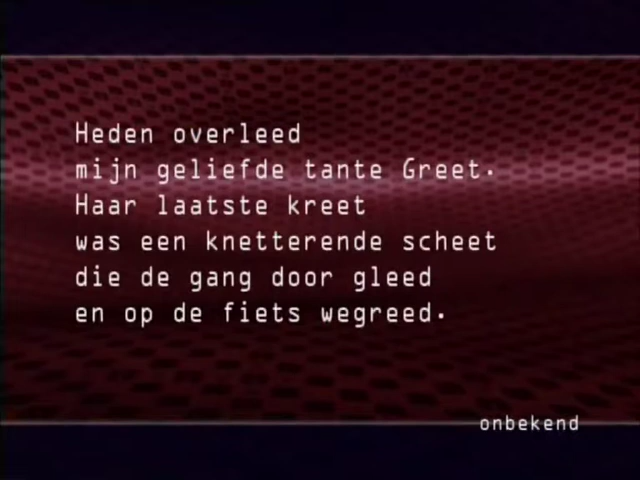 Heden overleed
mijn geliefde tante Greet.
Haar laatste kreet
was een knetterende scheet
die de gang door gleed
en op de fiets wegreed.
onbekend